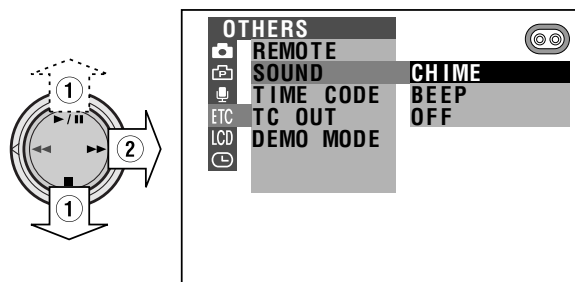 OTHERS
REMOTE
SOUND CHIME
TIME CODE BEEP
ETC TC OUT OFF
LCD DEMO MODE
P
1
2
1